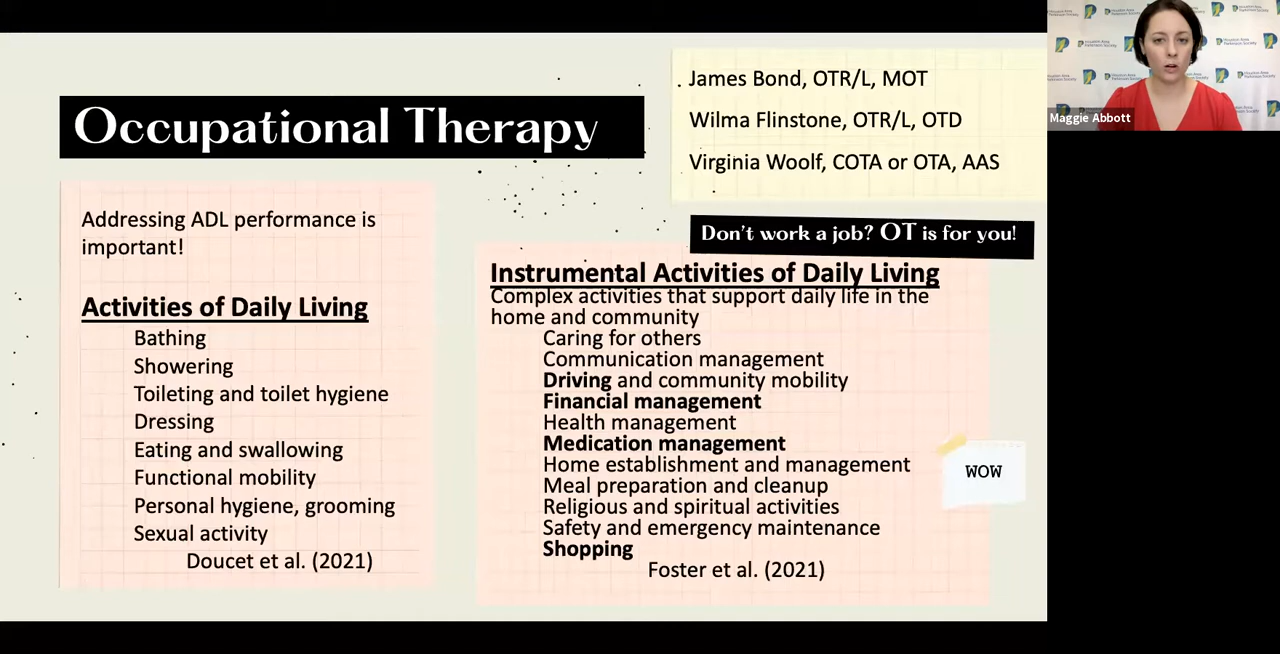 Occupational Therapy
James Bond, OTR/L, MOT
Wilma Flinstone, OTR/L, OTD
Virginia Woolf, COTA or OTA, AAS
Don't work a job? OT is for you!
Addressing ADL performance is
important!
Activities of Daily Living
Bathing
Showering
Toileting and toilet hygiene
Dressing
Eating and swallowing
Functional mobility
Personal hygiene, grooming
Sexual activity
Doucet et al. (2021)
Instrumental Activities of Daily Living
Complex activities that support daily life in the
home and community
Caring for others
Communication management
Driving and community mobility
Financial management
Health management
Medication management
Home establishment and management
Meal preparation and cleanup
Religious and spiritual activities
Safety and emergency maintenance
Shopping
Foster et al. (2021)
WOW
Maggie Abbott